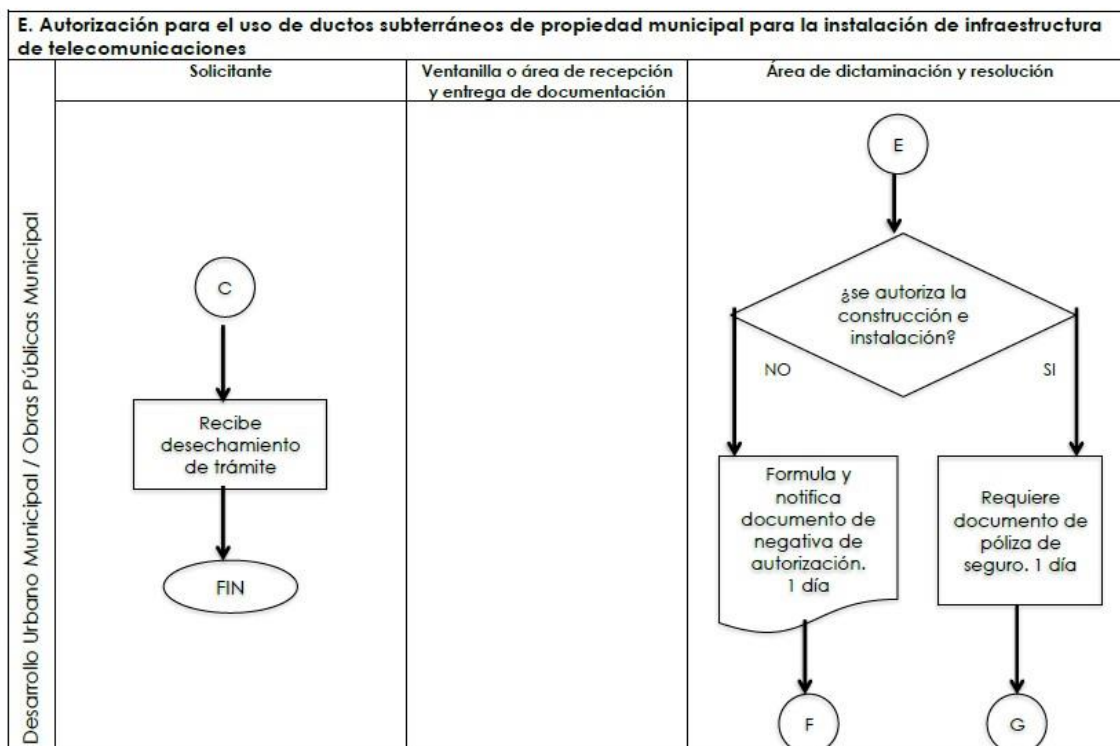 E. Autorización para el uso de ductos subterráneos de propiedad municipal para la instalación de infraestructura
de telecomunicaciones
Desarrollo Urbano Municipal / Obras Públicas Municipal
Solicitante
Ventanilla o área de recepción
y entrega de documentación
Área de dictaminación y resolución
C
Recibe
desechamiento
de trámite
FIN
E
¿se autoriza la
construcción e
instalación?
NO
SI
Formula y
notifica
documento de
negativa de
autorización.
1 día
Requiere
documento de
póliza de
seguro. 1 día
F
G